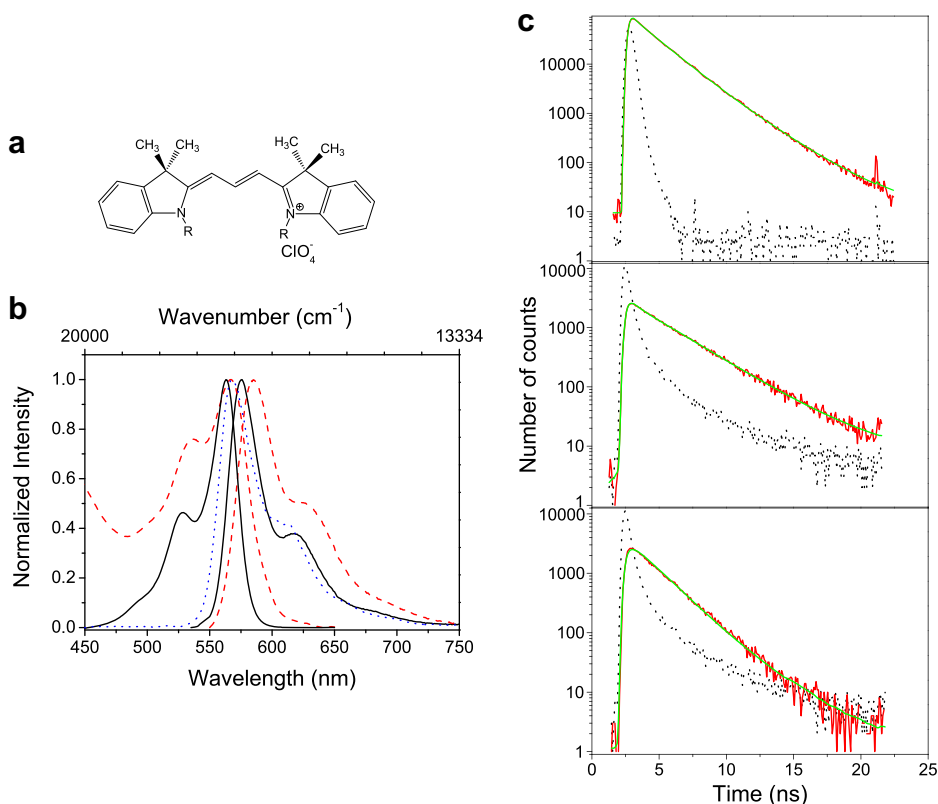 a
CH₃
CH₃
H₃C
CH₃
N
R
N
⊕
R
ClO₄⁻
b
Wavenumber (cm⁻¹)
20000
13334
1.0
0.8
0.6
0.4
0.2
0.0
Normalized Intensity
450
500
550
600
650
700
750
Wavelength (nm)
c
10000
1000
100
10
1
10000
1000
100
10
1
1000
100
10
1
Number of counts
0
5
10
15
20
25
Time (ns)